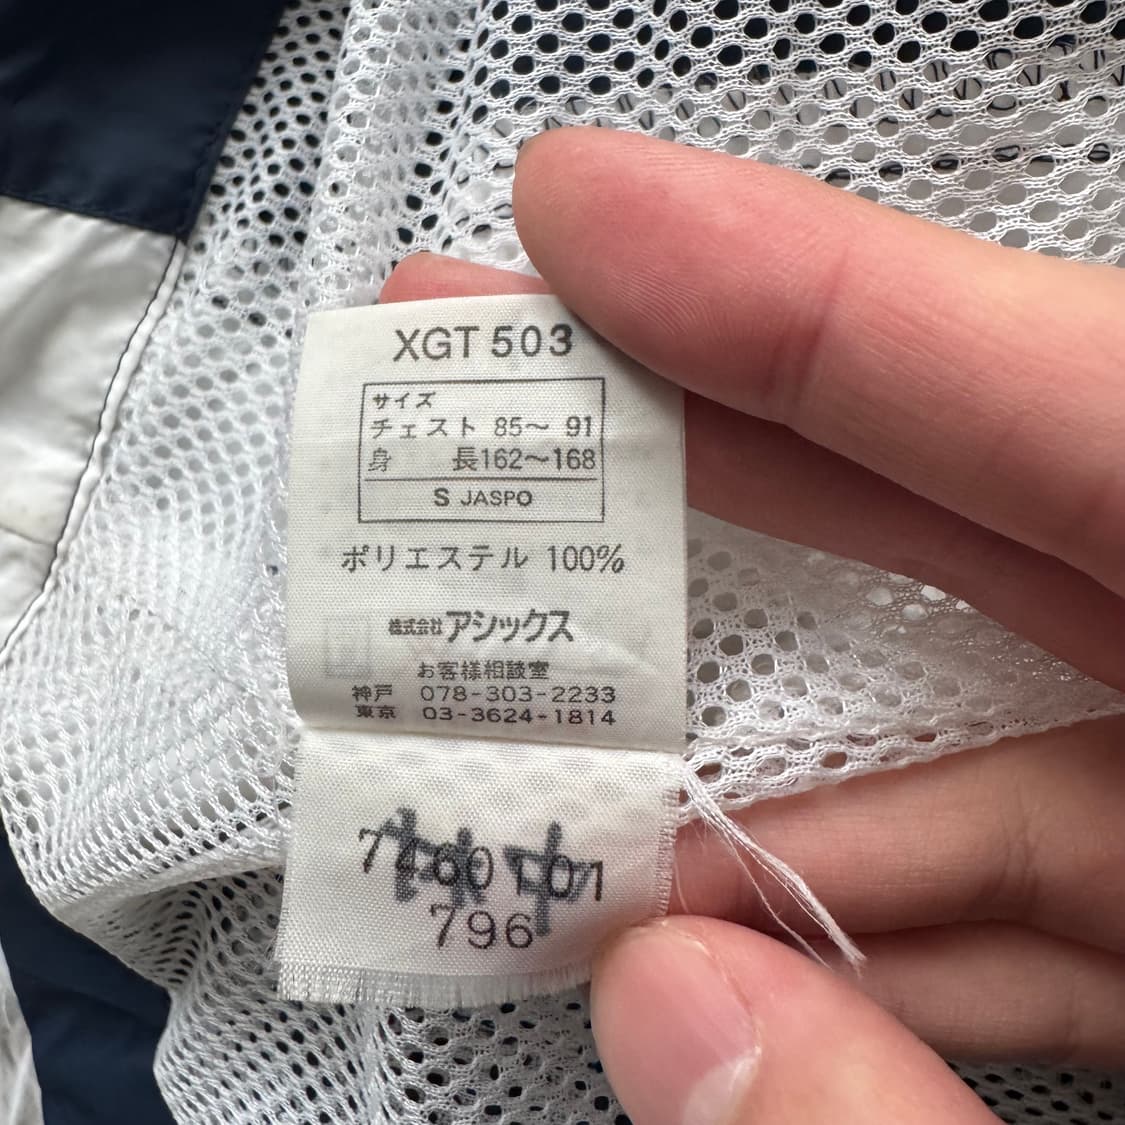 XGT 503
サイズ
チェスト 85〜 91
身 長162〜168
S JASPO
ポリエステル 100%
株式会社アシックス
お客様相談室
神戸 078-303-2233
東京 03-3624-1814
796